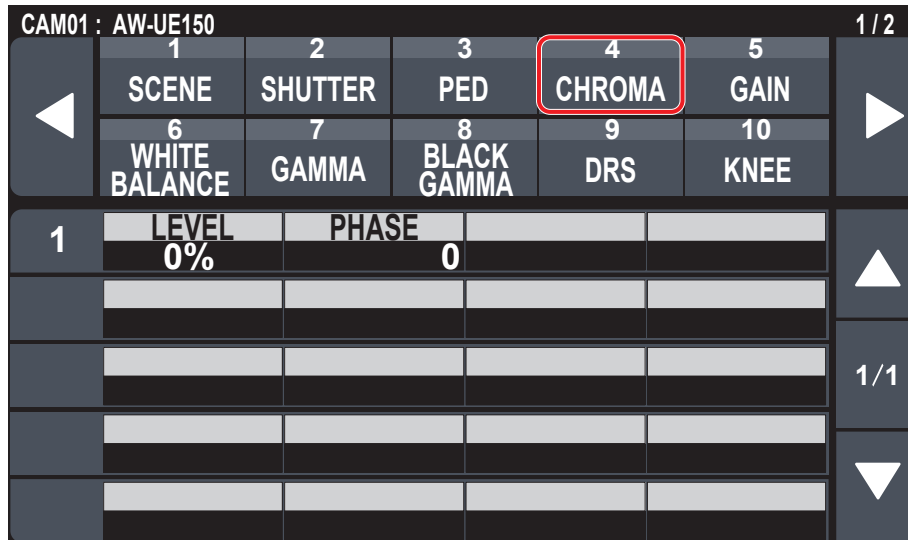 CAM01 : AW-UE150 1 / 2
1 2 3 4 5
SCENE SHUTTER PED CHROMA GAIN
6 7 8 9 10
WHITE BALANCE GAMMA BLACK GAMMA DRS KNEE
1 LEVEL PHASE
0% 0
1/1